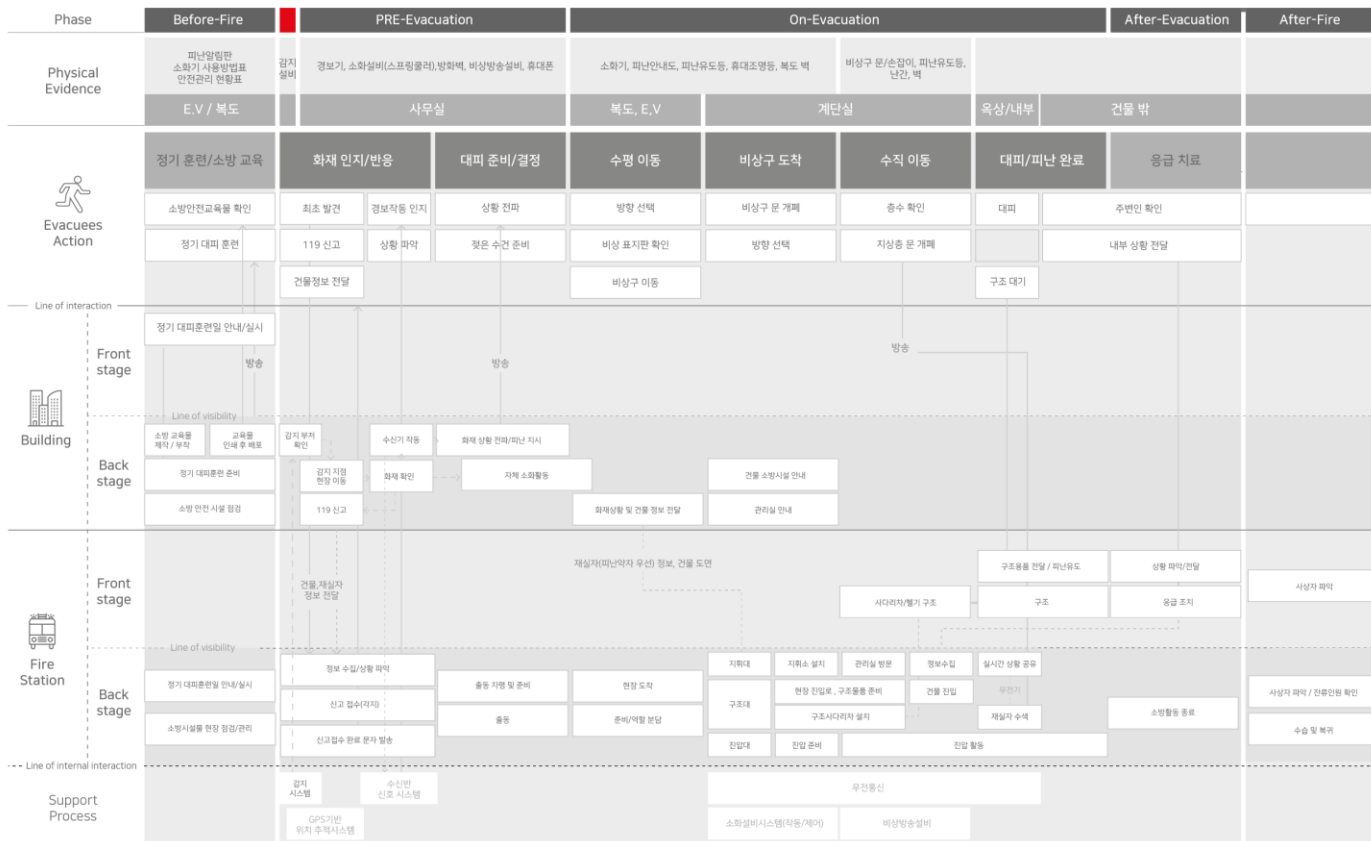 Phase
Before-Fire
PRE-Evacuation
On-Evacuation
After-Evacuation
After-Fire
Physical
Evidence
피난알림판
소화기 사용방법표
안전관리 현황표
감지
설비
경보기, 소화설비(스프링쿨러),방화벽, 비상방송설비, 휴대폰
소화기, 피난안내도, 피난유도등, 휴대조명등, 복도 벽
비상구 문/손잡이, 피난유도등,
난간, 벽
E.V / 복도
사무실
복도, E,V
계단실
옥상/내부
건물 밖
Evacuees
Action
정기 훈련/소방 교육
화재 인지/반응
대피 준비/결정
수평 이동
비상구 도착
수직 이동
대피/피난 완료
응급 치료
소방안전교육물 확인
최초 발견
경보작동 인지
상황 전파
방향 선택
비상구 문 개폐
층수 확인
대피
주변인 확인
정기 대피 훈련
119 신고
상황 파악
젖은 수건 준비
비상 표지판 확인
방향 선택
지상층 문 개폐
내부 상황 전달
건물정보 전달
비상구 이동
구조 대기
Line of interaction
Building
Front
stage
정기 대피훈련일 안내/실시
방송
방송
방송
Line of visibility
Back
stage
소방 교육물
제작 / 부착
교육물
인쇄 후 배포
감지 부저
확인
수신기 작동
화재 상황 전파/피난 지시
정기 대피훈련 준비
감지 지점
현장 이동
화재 확인
자체 소화활동
건물 소방시설 안내
소방 안전 시설 점검
119 신고
화재상황 및 건물 정보 전달
관리실 안내
Fire
Station
Front
stage
건물,재실자
정보 전달
재실자(피난약자 우선) 정보, 건물 도면
구조용품 전달 / 피난유도
상황 파악/전달
사상자 파악
사다리차/헬기 구조
구조
응급 조치
Line of visibility
Back
stage
정기 대피훈련일 안내/실시
소방시설물 현장 점검/관리
정보 수집/상황 파악
신고 접수(각지)
신고접수 완료 문자 발송
출동 지령 및 준비
출동
현장 도착
준비/역할 분담
지휘대
지휘소 설치
관리실 방문
정보수집
실시간 상황 공유
구조대
현장 진입로 , 구조물품 준비
건물 진입
무전기
구조사다리차 설치
재실자 수색
진압대
진압 준비
진압 활동
소방활동 종료
사상자 파악 / 잔류인원 확인
수습 및 복귀
Line of internal interaction
Support
Process
감지
시스템
수신반
신호 시스템
무전통신
GPS기반
위치 추적시스템
소화설비시스템(작동/제어)
비상방송설비